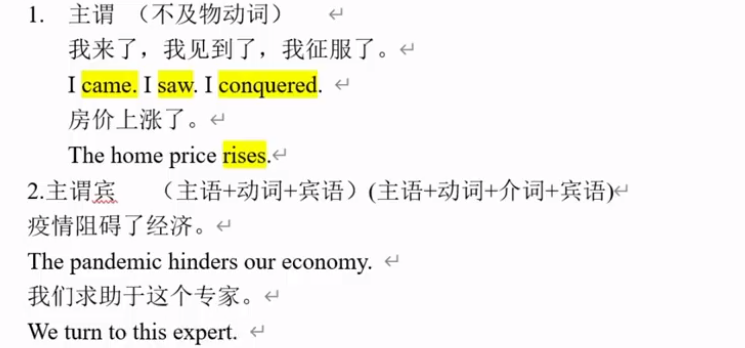 1. 主谓 （不及物动词）
我来了，我见到了，我征服了。
I came. I saw. I conquered.
房价上涨了。
The home price rises.
2.主谓宾 （主语+动词+宾语）(主语+动词+介词+宾语)
疫情阻碍了经济。
The pandemic hinders our economy.
我们求助于这个专家。
We turn to this expert.